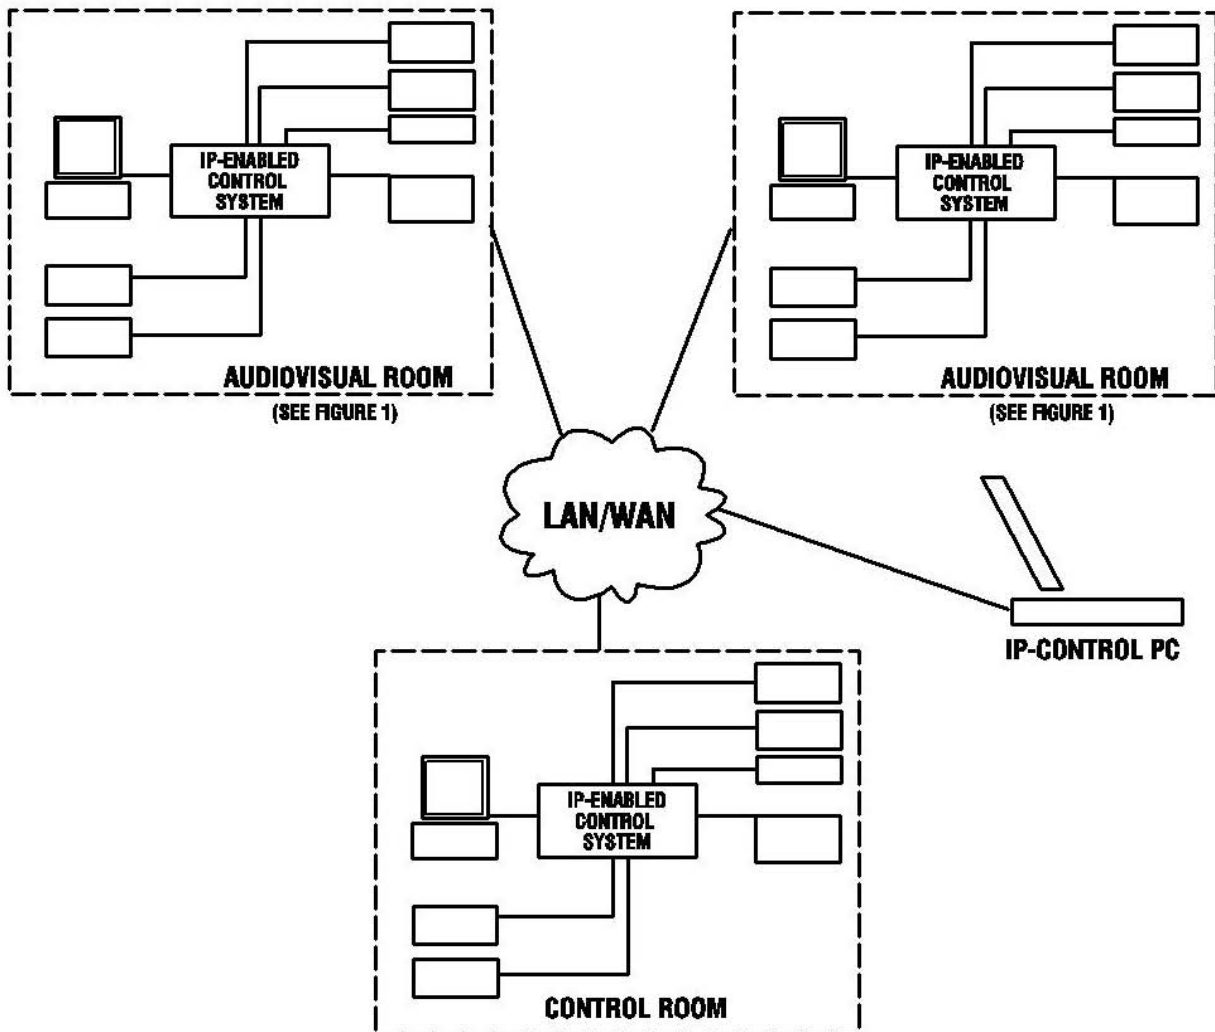 IP-ENABLED
CONTROL
SYSTEM
AUDIOVISUAL ROOM
(SEE FIGURE 1)
IP-ENABLED
CONTROL
SYSTEM
AUDIOVISUAL ROOM
(SEE FIGURE 1)
LAN/WAN
IP-CONTROL PC
IP-ENABLED
CONTROL
SYSTEM
CONTROL ROOM